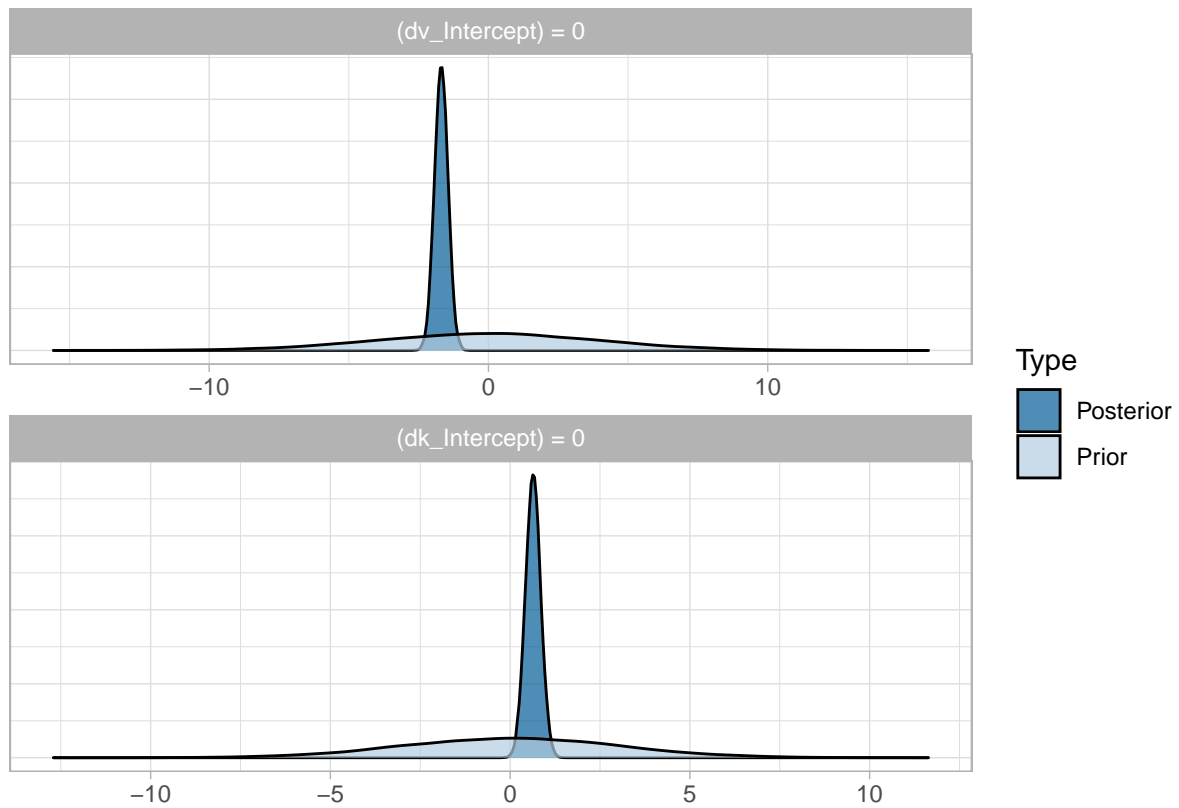 (dv_Intercept) = 0
−10 0 10
(dk_Intercept) = 0
−10 −5 0 5 10
Type
Posterior
Prior